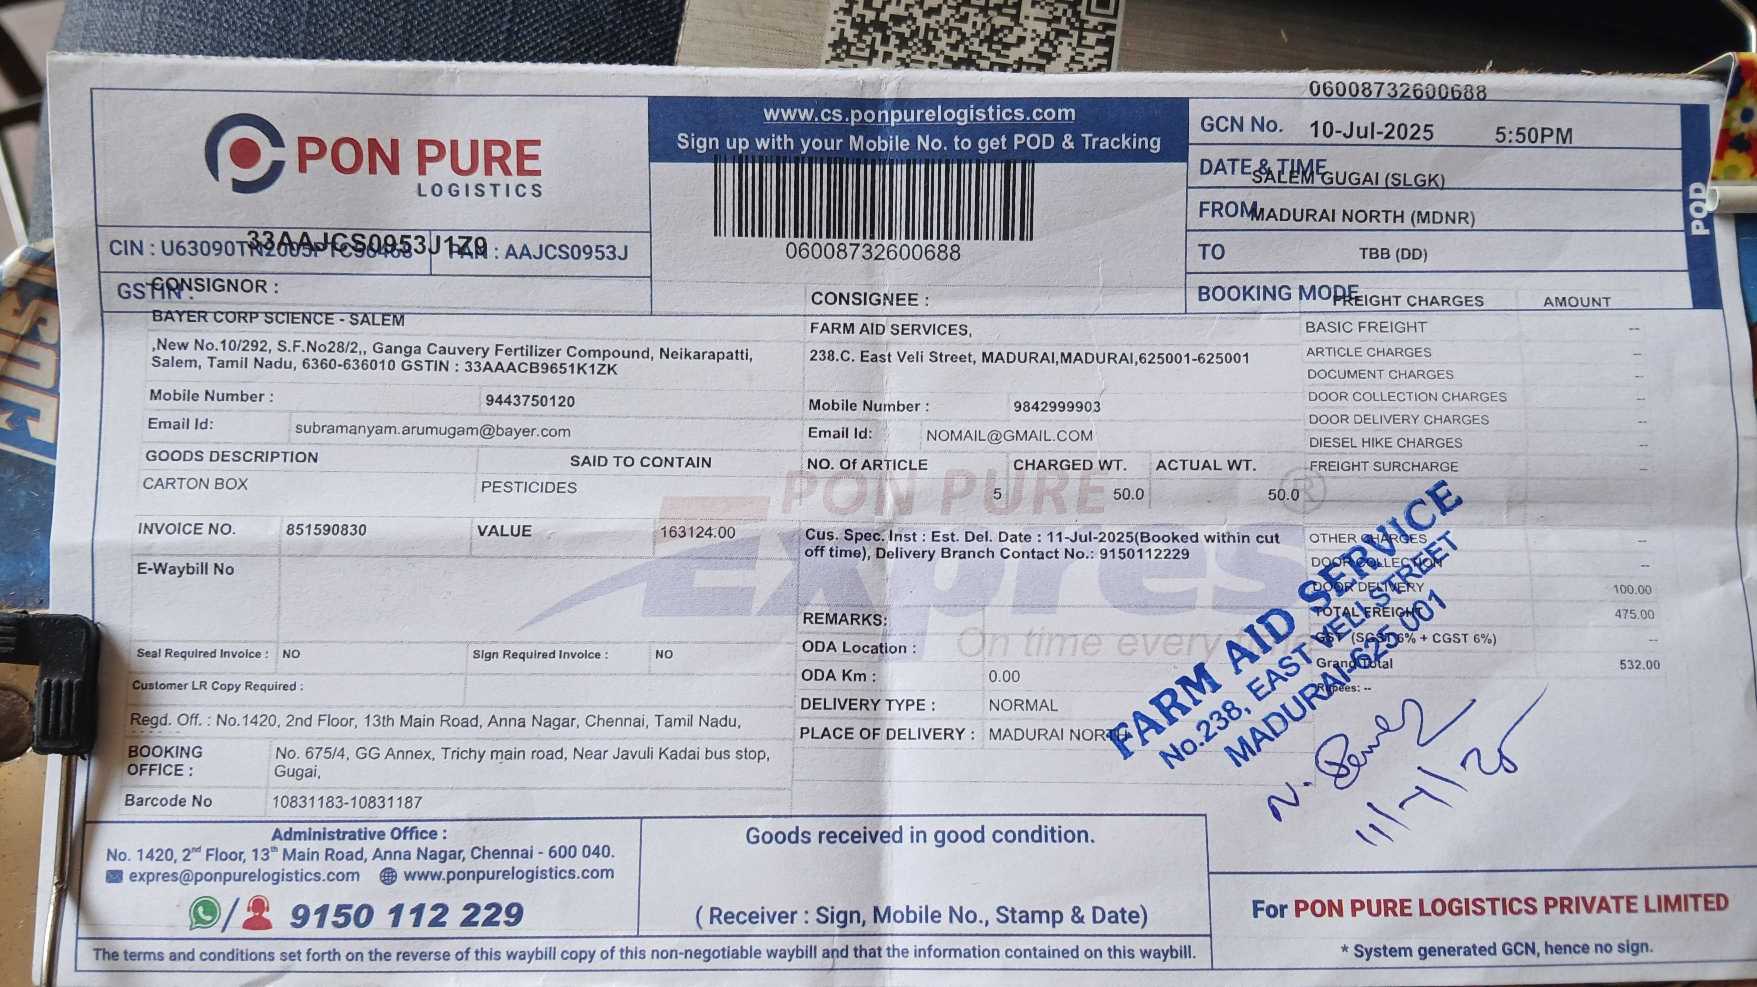 06008732600688
PON PURE
LOGISTICS
www.cs.ponpurelogistics.com
Sign up with your Mobile No. to get POD & Tracking
06008732600688
GCN No. 10-Jul-2025 5:50PM
DATE & TIME
SALEM GUGAI (SLGK)
FROM MADURAI NORTH (MDNR)
TO TBB (DD)
BOOKING MODE
POD
33AAJCS0953J1Z9
CIN : PAN : AAJCS0953J
GSTIN :
CONSIGNOR :
BAYER CORP SCIENCE - SALEM
,New No.10/292, S.F.No28/2,, Ganga Cauvery Fertilizer Compound, Neikarapatti,
Salem, Tamil Nadu, 6360-636010 GSTIN : 33AAACB9651K1ZK
Mobile Number : 9443750120
Email Id: subramanyam.arumugam@bayer.com
GOODS DESCRIPTION SAID TO CONTAIN
CARTON BOX PESTICIDES
INVOICE NO. 851590830 VALUE 163124.00
E-Waybill No
Seal Required Invoice : NO Sign Required Invoice : NO
Customer LR Copy Required :
Regd. Off. : No.1420, 2nd Floor, 13th Main Road, Anna Nagar, Chennai, Tamil Nadu,
BOOKING
OFFICE :
No. 675/4, GG Annex, Trichy main road, Near Javuli Kadai bus stop,
Gugai,
Barcode No 10831183-10831187
CONSIGNEE :
FARM AID SERVICES,
238.C. East Veli Street, MADURAI,MADURAI,625001-625001
Mobile Number : 9842999903
Email Id: NOMAIL@GMAIL.COM
NO. Of ARTICLE CHARGED WT. ACTUAL WT.
5 50.0 50.0
PON PURE
Expres
On time every
Cus. Spec. Inst : Est. Del. Date : 11-Jul-2025(Booked within cut
off time), Delivery Branch Contact No.: 9150112229
REMARKS:
ODA Location :
ODA Km : 0.00
DELIVERY TYPE : NORMAL
PLACE OF DELIVERY : MADURAI NORTH
FREIGHT CHARGES AMOUNT
BASIC FREIGHT --
ARTICLE CHARGES --
DOCUMENT CHARGES --
DOOR COLLECTION CHARGES --
DOOR DELIVERY CHARGES --
DIESEL HIKE CHARGES --
FREIGHT SURCHARGE --
OTHER CHARGES --
DOOR COLLECTION --
DOOR DELIVERY 100.00
TOTAL FREIGHT 475.00
GST (SGST 6% + CGST 6%) --
Grand Total 532.00
Rupees: --
FARM AID SERVICE
No.238, EAST VELI STREET
MADURAI-625 001
11/7/25
Administrative Office :
No. 1420, 2nd Floor, 13th Main Road, Anna Nagar, Chennai - 600 040.
expres@ponpurelogistics.com www.ponpurelogistics.com
9150 112 229
Goods received in good condition.
( Receiver : Sign, Mobile No., Stamp & Date)
For PON PURE LOGISTICS PRIVATE LIMITED
* System generated GCN, hence no sign.
The terms and conditions set forth on the reverse of this waybill copy of this non-negotiable waybill and that the information contained on this waybill.